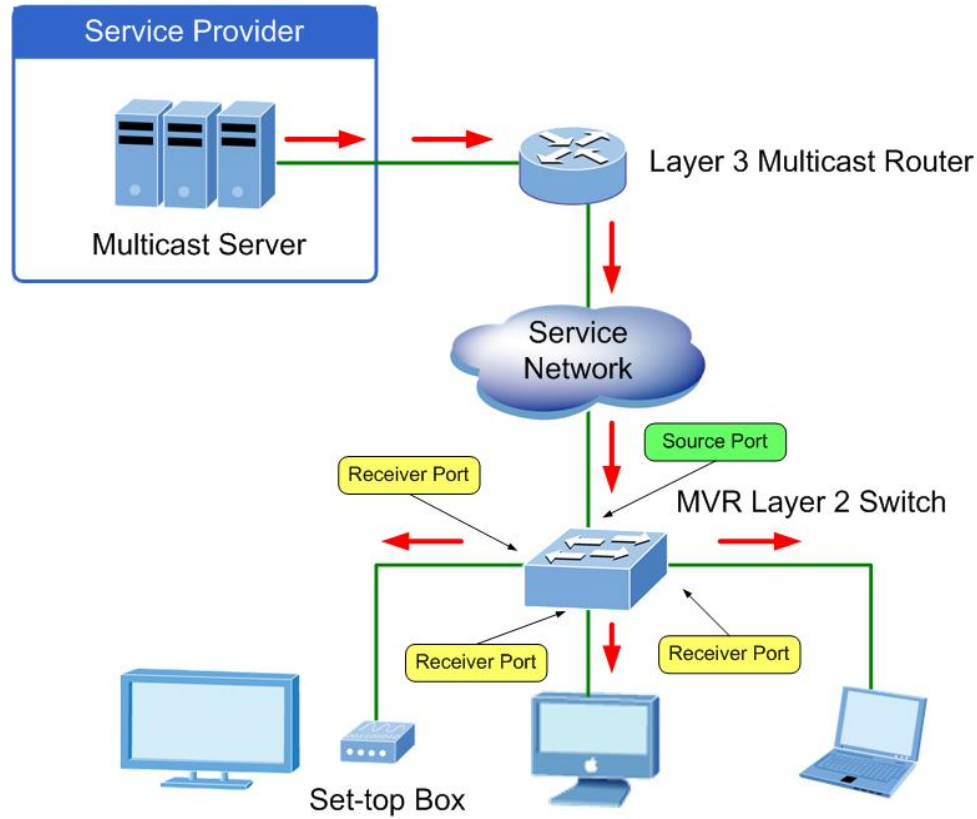 Service Provider
Multicast Server
Layer 3 Multicast Router
Service
Network
Source Port
Receiver Port
MVR Layer 2 Switch
Receiver Port
Receiver Port
Set-top Box